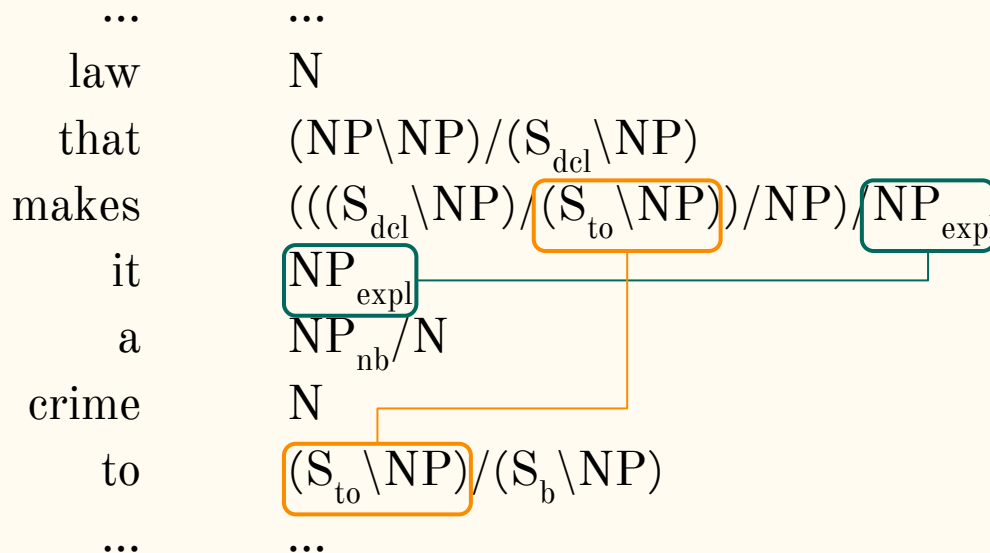 ... ...
law N
that (NP\NP)/(S_dcl\NP)
makes (((S_dcl\NP)/(S_to\NP))/NP)/NP_expl
it NP_expl
a NP_nb/N
crime N
to (S_to\NP)/(S_b\NP)
... ...